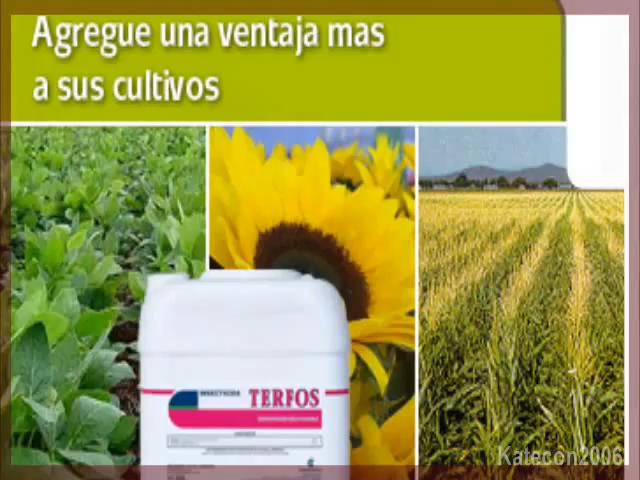 Agregue una ventaja mas
a sus cultivos
INSECTICIDA TERFOS
Katecon2006